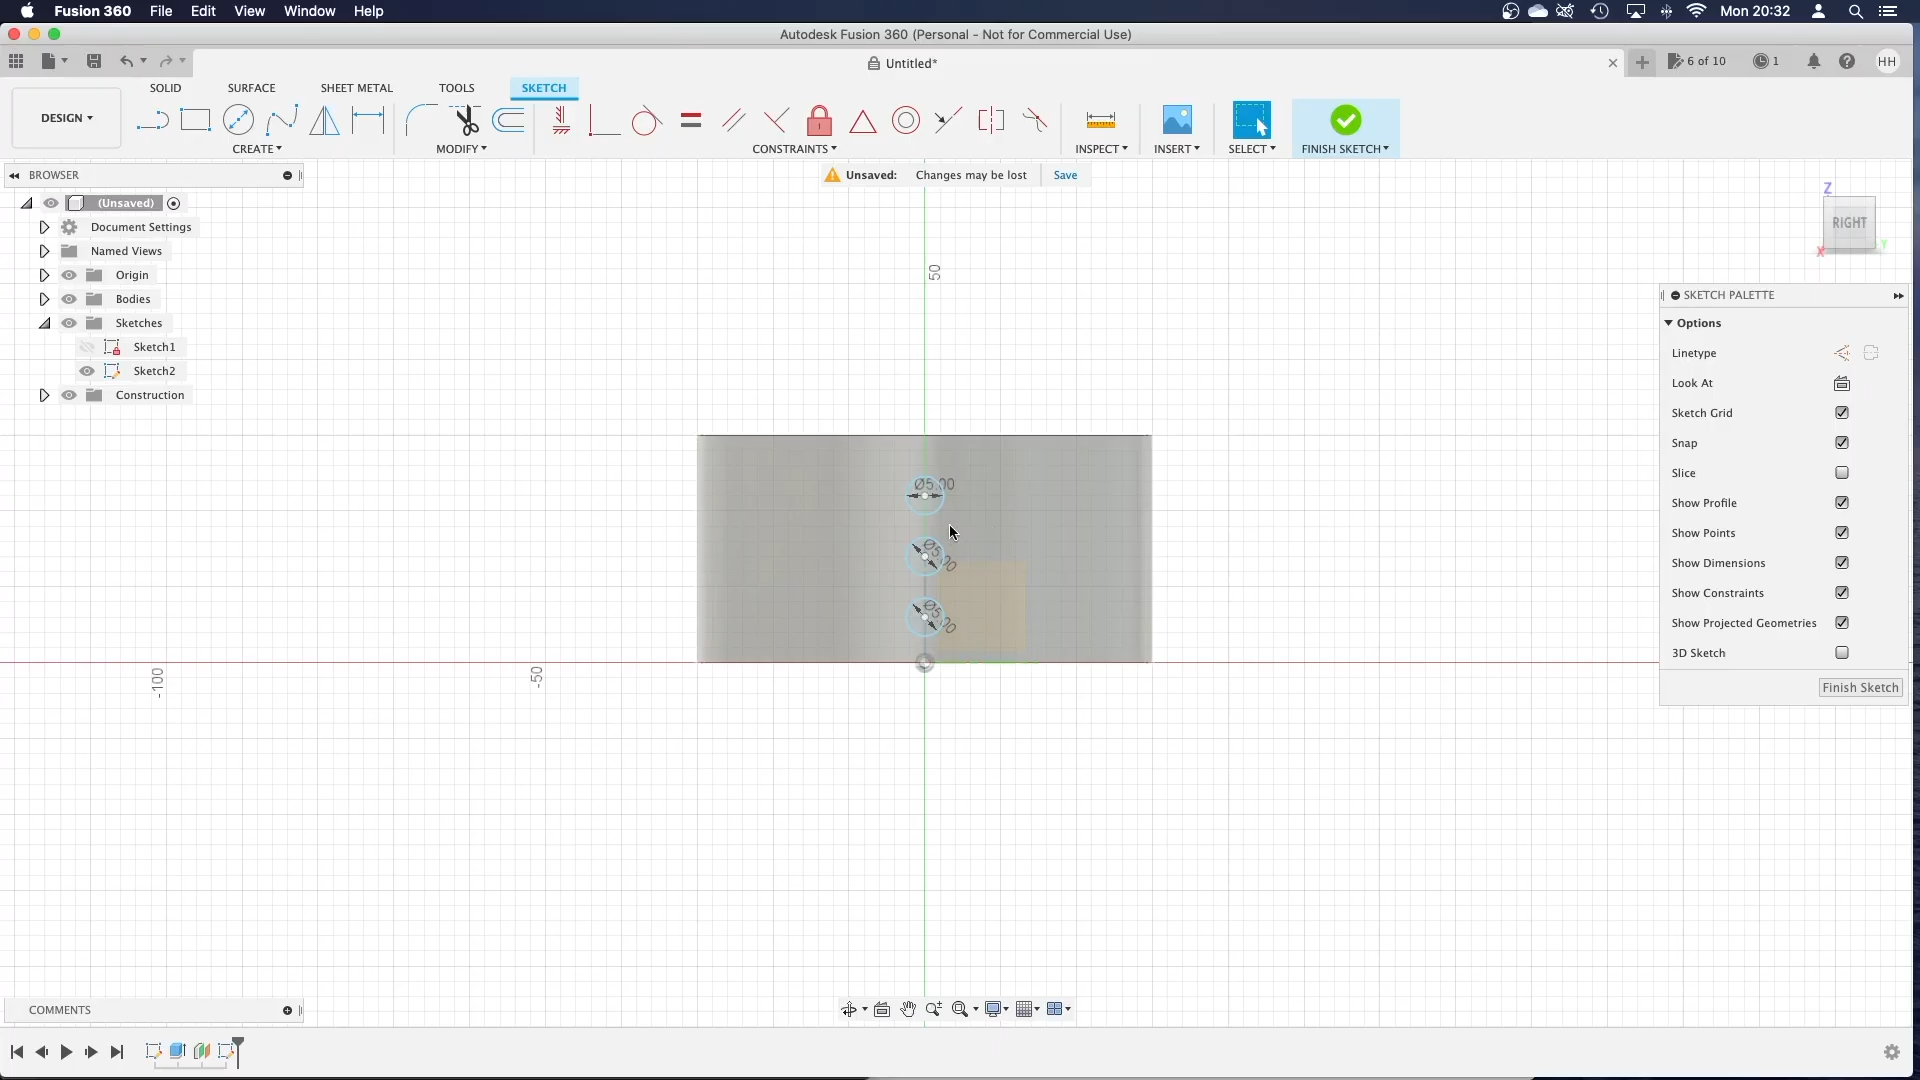 Fusion 360 File Edit View Window Help Mon 20:32
Autodesk Fusion 360 (Personal - Not for Commercial Use)
Untitled* 6 of 10 1 HH
SOLID SURFACE SHEET METAL TOOLS SKETCH
DESIGN
CREATE MODIFY CONSTRAINTS INSPECT INSERT SELECT FINISH SKETCH
BROWSER
Unsaved: Changes may be lost Save
(Unsaved)
Document Settings
Named Views
Origin
Bodies
Sketches
Sketch1
Sketch2
Construction
Z
RIGHT
X
Y
50
Ø5.00
Ø5.00
Ø5.00
-100
-50
SKETCH PALETTE
Options
Linetype
Look At
Sketch Grid
Snap
Slice
Show Profile
Show Points
Show Dimensions
Show Constraints
Show Projected Geometries
3D Sketch
Finish Sketch
COMMENTS